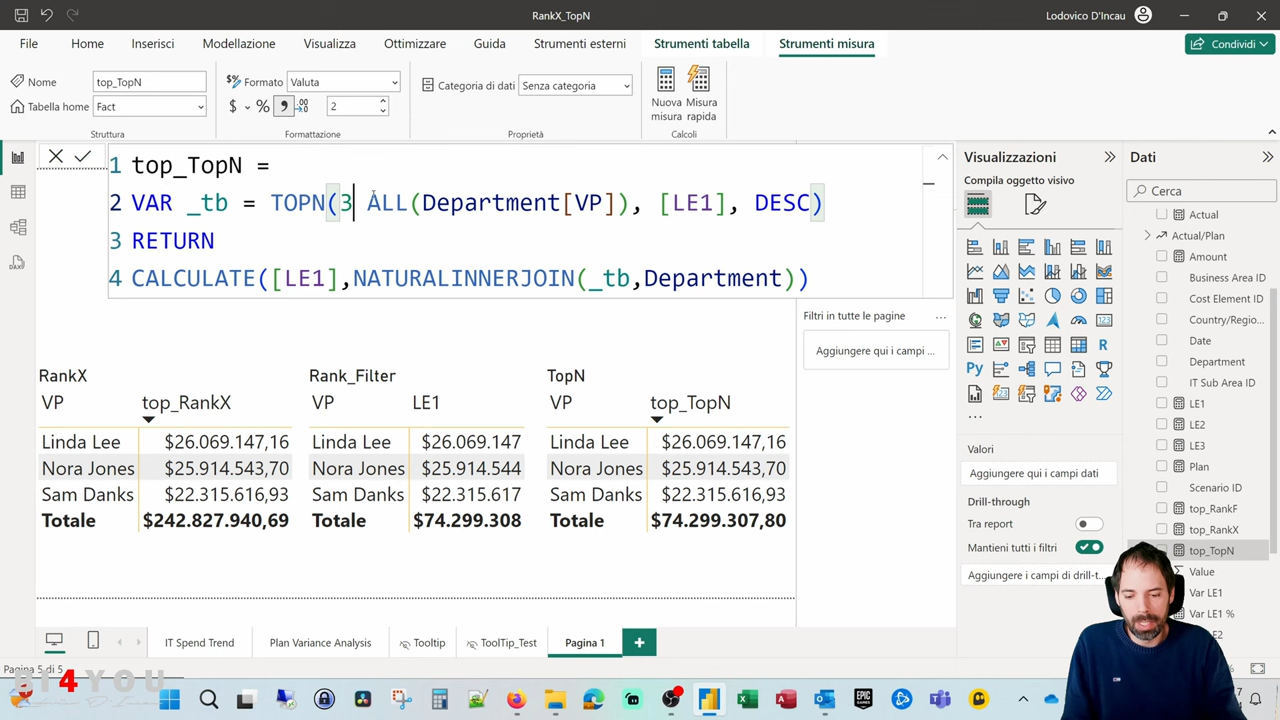 RankX_TopN
Lodovico D'Incau
File
Home
Inserisci
Modellazione
Visualizza
Ottimizzare
Guida
Strumenti esterni
Strumenti tabella
Strumenti misura
Condividi
Nome
top_TopN
Formato
Valuta
Categoria di dati
Senza categoria
Tabella home
Fact
$
%
2
Nuova misura
Misura rapida
Struttura
Formattazione
Proprietà
Calcoli
1 top_TopN =
2 VAR _tb = TOPN(3 ALL(Department[VP]), [LE1], DESC)
3 RETURN
4 CALCULATE([LE1],NATURALINNERJOIN(_tb,Department))
Filtri in tutte le pagine
...
Aggiungere qui i campi ...
RankX
VP top_RankX
Linda Lee $26.069.147,16
Nora Jones $25.914.543,70
Sam Danks $22.315.616,93
Totale $242.827.940,69
Rank_Filter
VP LE1
Linda Lee $26.069.147
Nora Jones $25.914.544
Sam Danks $22.315.617
Totale $74.299.308
TopN
VP top_TopN
Linda Lee $26.069.147,16
Nora Jones $25.914.543,70
Sam Danks $22.315.616,93
Totale $74.299.307,80
Visualizzazioni
Compila oggetto visivo
R
Py
...
Valori
Aggiungere qui i campi dati
Drill-through
Tra report
Mantieni tutti i filtri
Aggiungere i campi di drill-t...
Dati
Cerca
Actual
Actual/Plan
Amount
Business Area ID
Cost Element ID
Country/Regio...
Date
Department
IT Sub Area ID
LE1
LE2
LE3
Plan
Scenario ID
top_RankF
top_RankX
top_TopN
Value
Var LE1
Var LE1 %
IT Spend Trend
Plan Variance Analysis
Tooltip
ToolTip_Test
Pagina 1
Pagina 5 di 5
BI4YOU